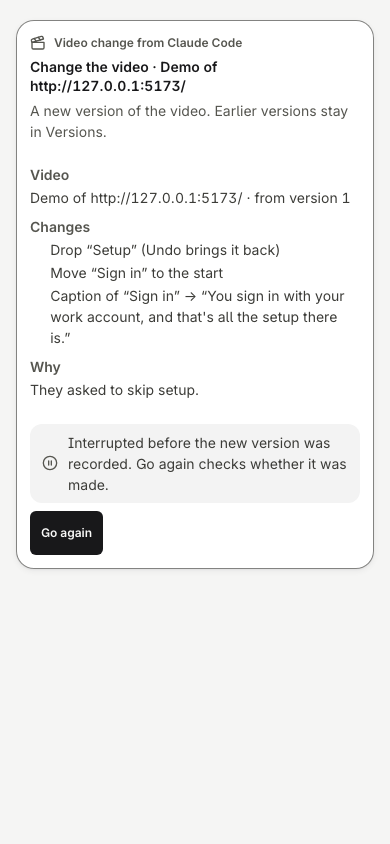 Video change from Claude Code
Change the video · Demo of
http://127.0.0.1:5173/
A new version of the video. Earlier versions stay
in Versions.
Video
Demo of http://127.0.0.1:5173/ · from version 1
Changes
Drop “Setup” (Undo brings it back)
Move “Sign in” to the start
Caption of “Sign in” → “You sign in with your
work account, and that's all the setup there
is.”
Why
They asked to skip setup.
Interrupted before the new version was
recorded. Go again checks whether it was
made.
Go again